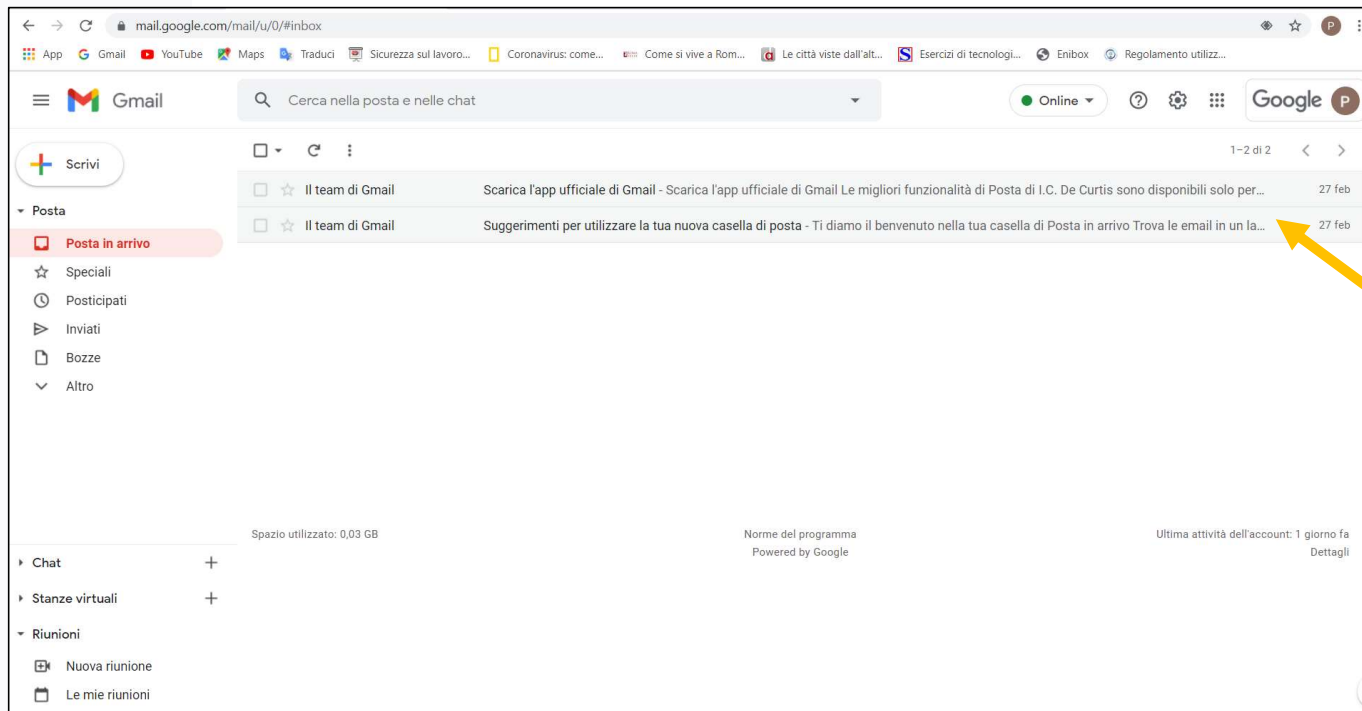 mail.google.com/mail/u/0/#inbox
P
App Gmail YouTube Maps Traduci Sicurezza sul lavoro... Coronavirus: come... Come si vive a Rom... Le città viste dall'alt... Esercizi di tecnologi... Enibox Regolamento utilizz...
Gmail
Cerca nella posta e nelle chat
Online
Google P
Scrivi
1–2 di 2
Il team di Gmail Scarica l'app ufficiale di Gmail - Scarica l'app ufficiale di Gmail Le migliori funzionalità di Posta di I.C. De Curtis sono disponibili solo per... 27 feb
Il team di Gmail Suggerimenti per utilizzare la tua nuova casella di posta - Ti diamo il benvenuto nella tua casella di Posta in arrivo Trova le email in un la... 27 feb
Posta
Posta in arrivo
Speciali
Posticipati
Inviati
Bozze
Altro
Spazio utilizzato: 0,03 GB
Norme del programma
Powered by Google
Ultima attività dell'account: 1 giorno fa
Dettagli
Chat
Stanze virtuali
Riunioni
Nuova riunione
Le mie riunioni